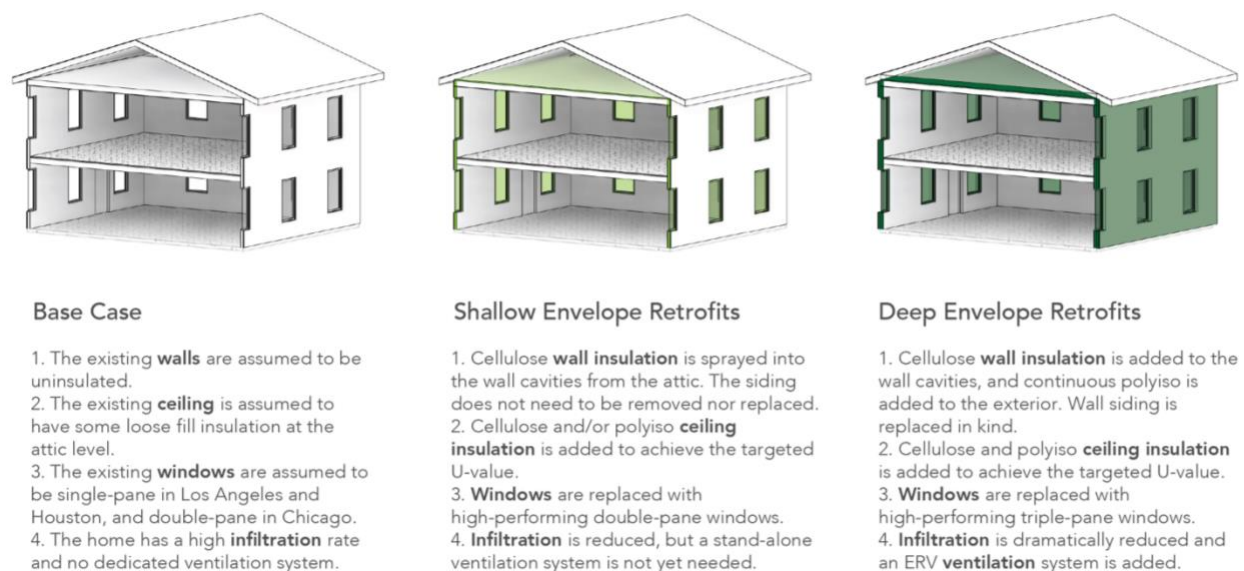 Base Case
1. The existing walls are assumed to be
uninsulated.
2. The existing ceiling is assumed to
have some loose fill insulation at the
attic level.
3. The existing windows are assumed to
be single-pane in Los Angeles and
Houston, and double-pane in Chicago.
4. The home has a high infiltration rate
and no dedicated ventilation system.
Shallow Envelope Retrofits
1. Cellulose wall insulation is sprayed into
the wall cavities from the attic. The siding
does not need to be removed nor replaced.
2. Cellulose and/or polyiso ceiling
insulation is added to achieve the targeted
U-value.
3. Windows are replaced with
high-performing double-pane windows.
4. Infiltration is reduced, but a stand-alone
ventilation system is not yet needed.
Deep Envelope Retrofits
1. Cellulose wall insulation is added to the
wall cavities, and continuous polyiso is
added to the exterior. Wall siding is
replaced in kind.
2. Cellulose and polyiso ceiling insulation
is added to achieve the targeted U-value.
3. Windows are replaced with
high-performing triple-pane windows.
4. Infiltration is dramatically reduced and
an ERV ventilation system is added.